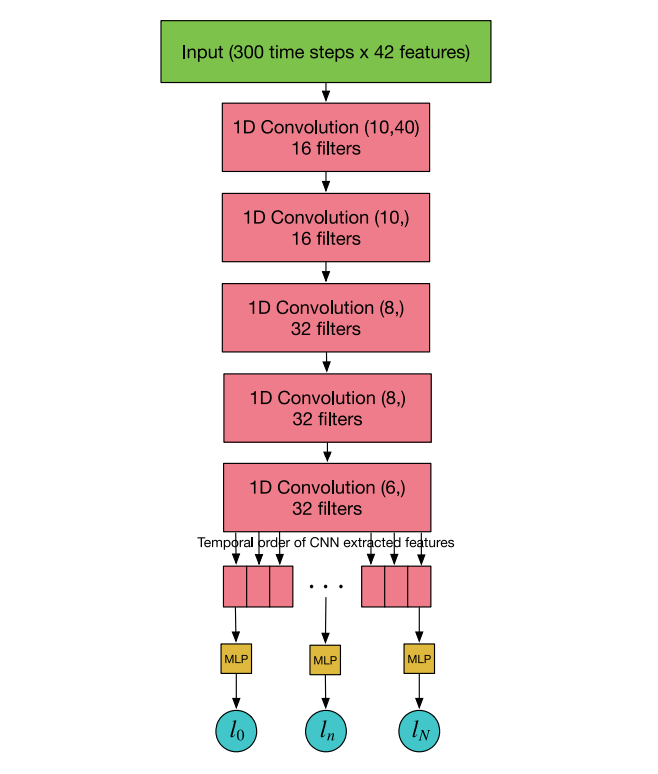 Input (300 time steps x 42 features)
1D Convolution (10,40)
16 filters
1D Convolution (10,)
16 filters
1D Convolution (8,)
32 filters
1D Convolution (8,)
32 filters
1D Convolution (6,)
32 filters
Temporal order of CNN extracted features
. . .
MLP MLP MLP
l₀ lₙ l_N